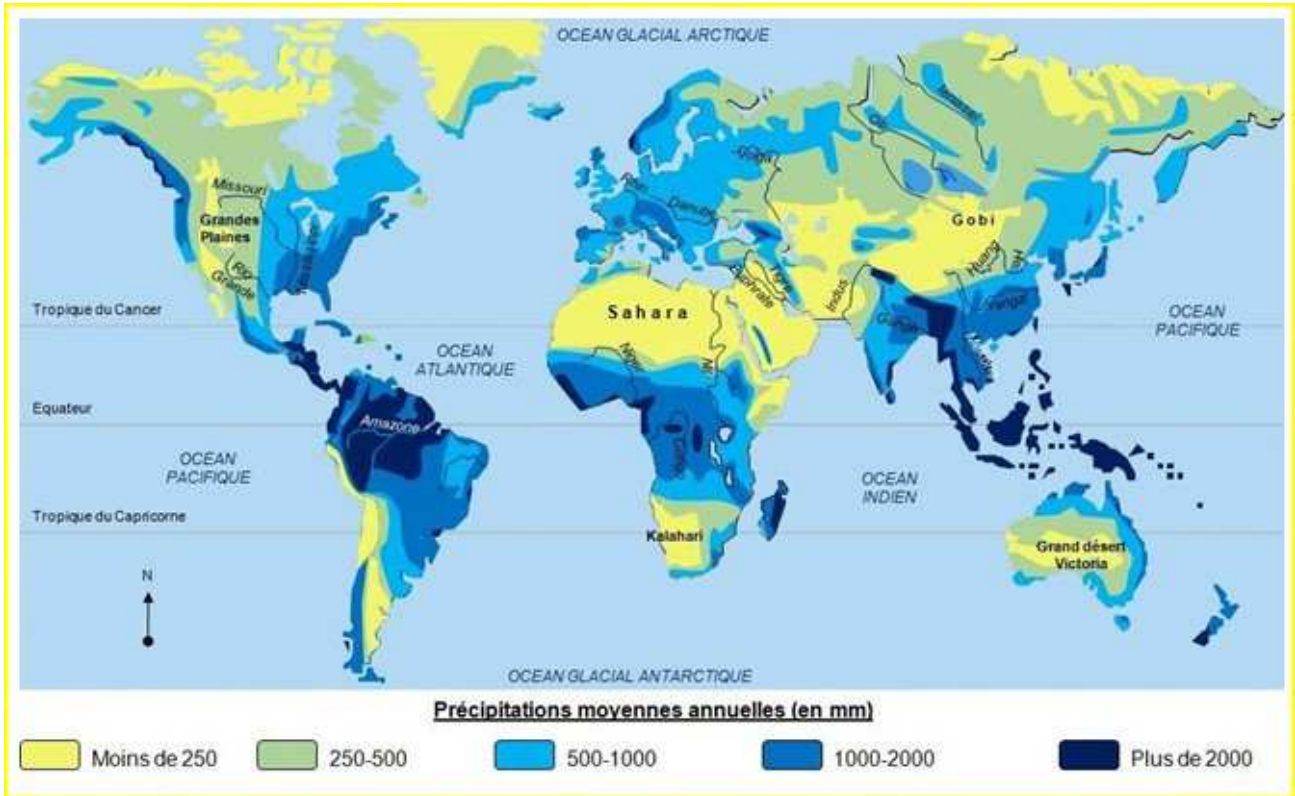 OCEAN GLACIAL ARCTIQUE
Ienisseï
Ob
Volga
Missouri
Rhin
Danube
Grandes
Plaines
Gobi
Mississippi
Huang
Ho
Rio
Grande
Tigre
Euphrate
Indus
Tropique du Cancer
Sahara
Yangzi
Gange
OCEAN
PACIFIQUE
OCEAN
ATLANTIQUE
Niger
Nil
Mékong
Equateur
Amazone
Congo
OCEAN
PACIFIQUE
OCEAN
INDIEN
Tropique du Capricorne
Kalahari
Grand désert
Victoria
N
OCEAN GLACIAL ANTARCTIQUE
Précipitations moyennes annuelles (en mm)
Moins de 250
250-500
500-1000
1000-2000
Plus de 2000